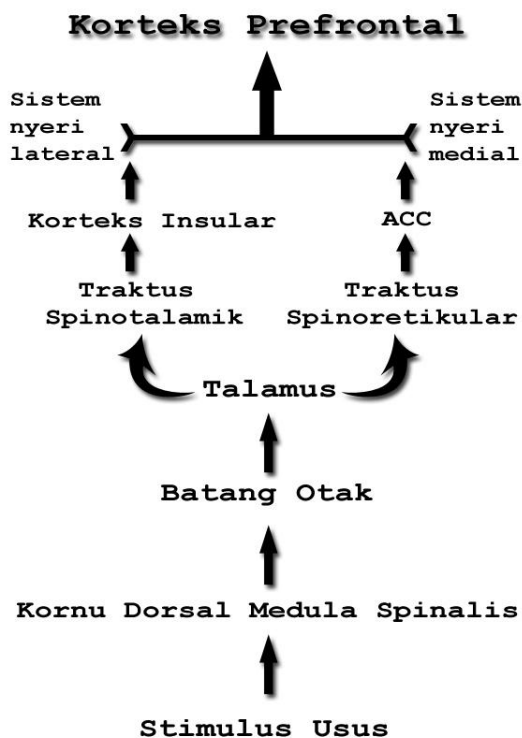 Korteks Prefrontal
Sistem
nyeri
lateral
Sistem
nyeri
medial
Korteks Insular
ACC
Traktus
Spinotalamik
Traktus
Spinoretikular
Talamus
Batang Otak
Kornu Dorsal Medula Spinalis
Stimulus Usus